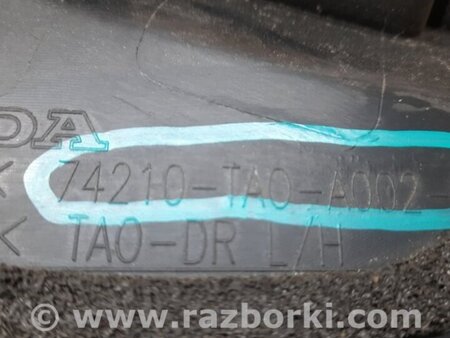 DA
74210-TA0-A002-
TA0-DR L/H
© www.razborki.com